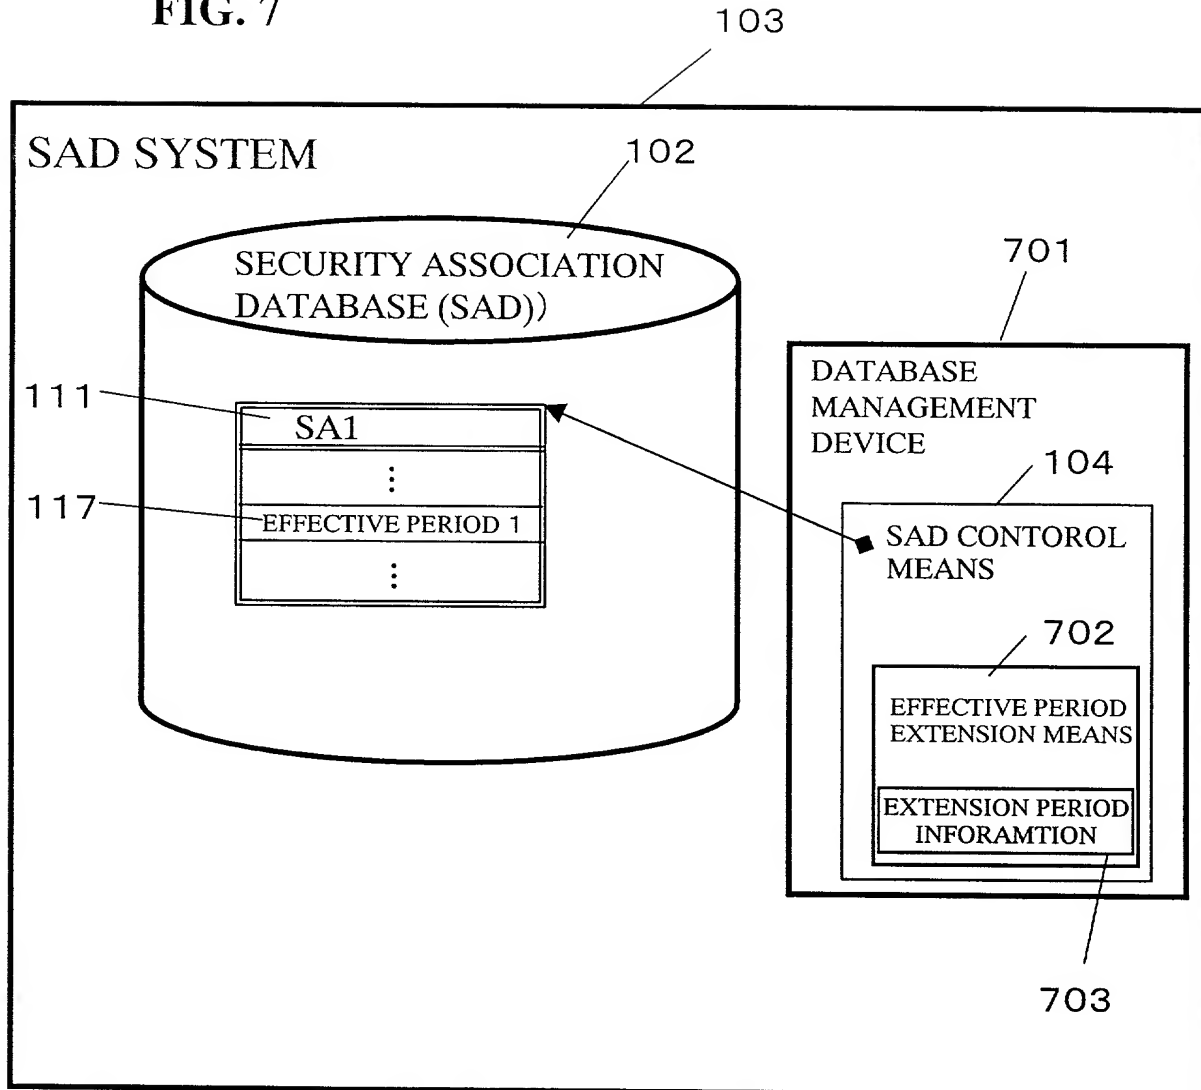 FIG. 7
103
SAD SYSTEM
102
SECURITY ASSOCIATION
DATABASE (SAD))
701
DATABASE
MANAGEMENT
DEVICE
111
SA1
⋮
104
117
EFFECTIVE PERIOD 1
⋮
SAD CONTOROL
MEANS
702
EFFECTIVE PERIOD
EXTENSION MEANS
EXTENSION PERIOD
INFORAMTION
703